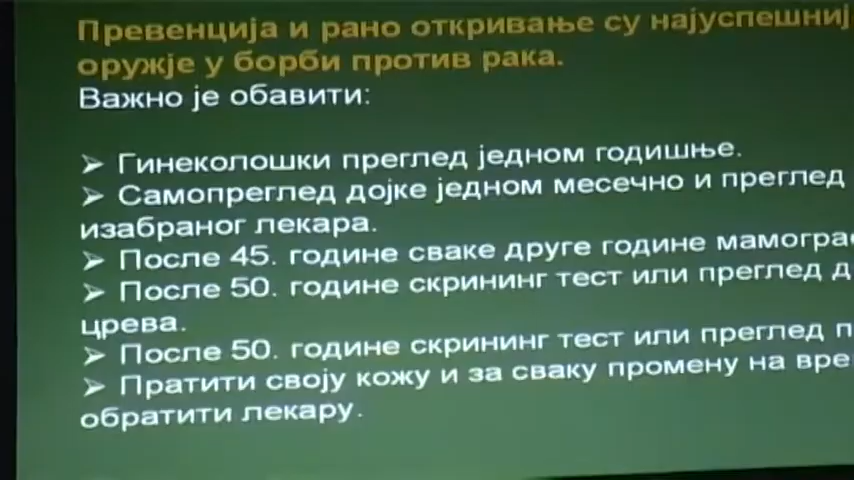 Превенција и рано откривање су најуспешниј
оружје у борби против рака.
Важно је обавити:
➢ Гинеколошки преглед једном годишње.
➢ Самопреглед дојке једном месечно и преглед
изабраног лекара.
➢ После 45. године сваке друге године мамогра
➢ После 50. године скрининг тест или преглед д
црева.
➢ После 50. године скрининг тест или преглед п
➢ Пратити своју кожу и за сваку промену на вре
обратити лекару.